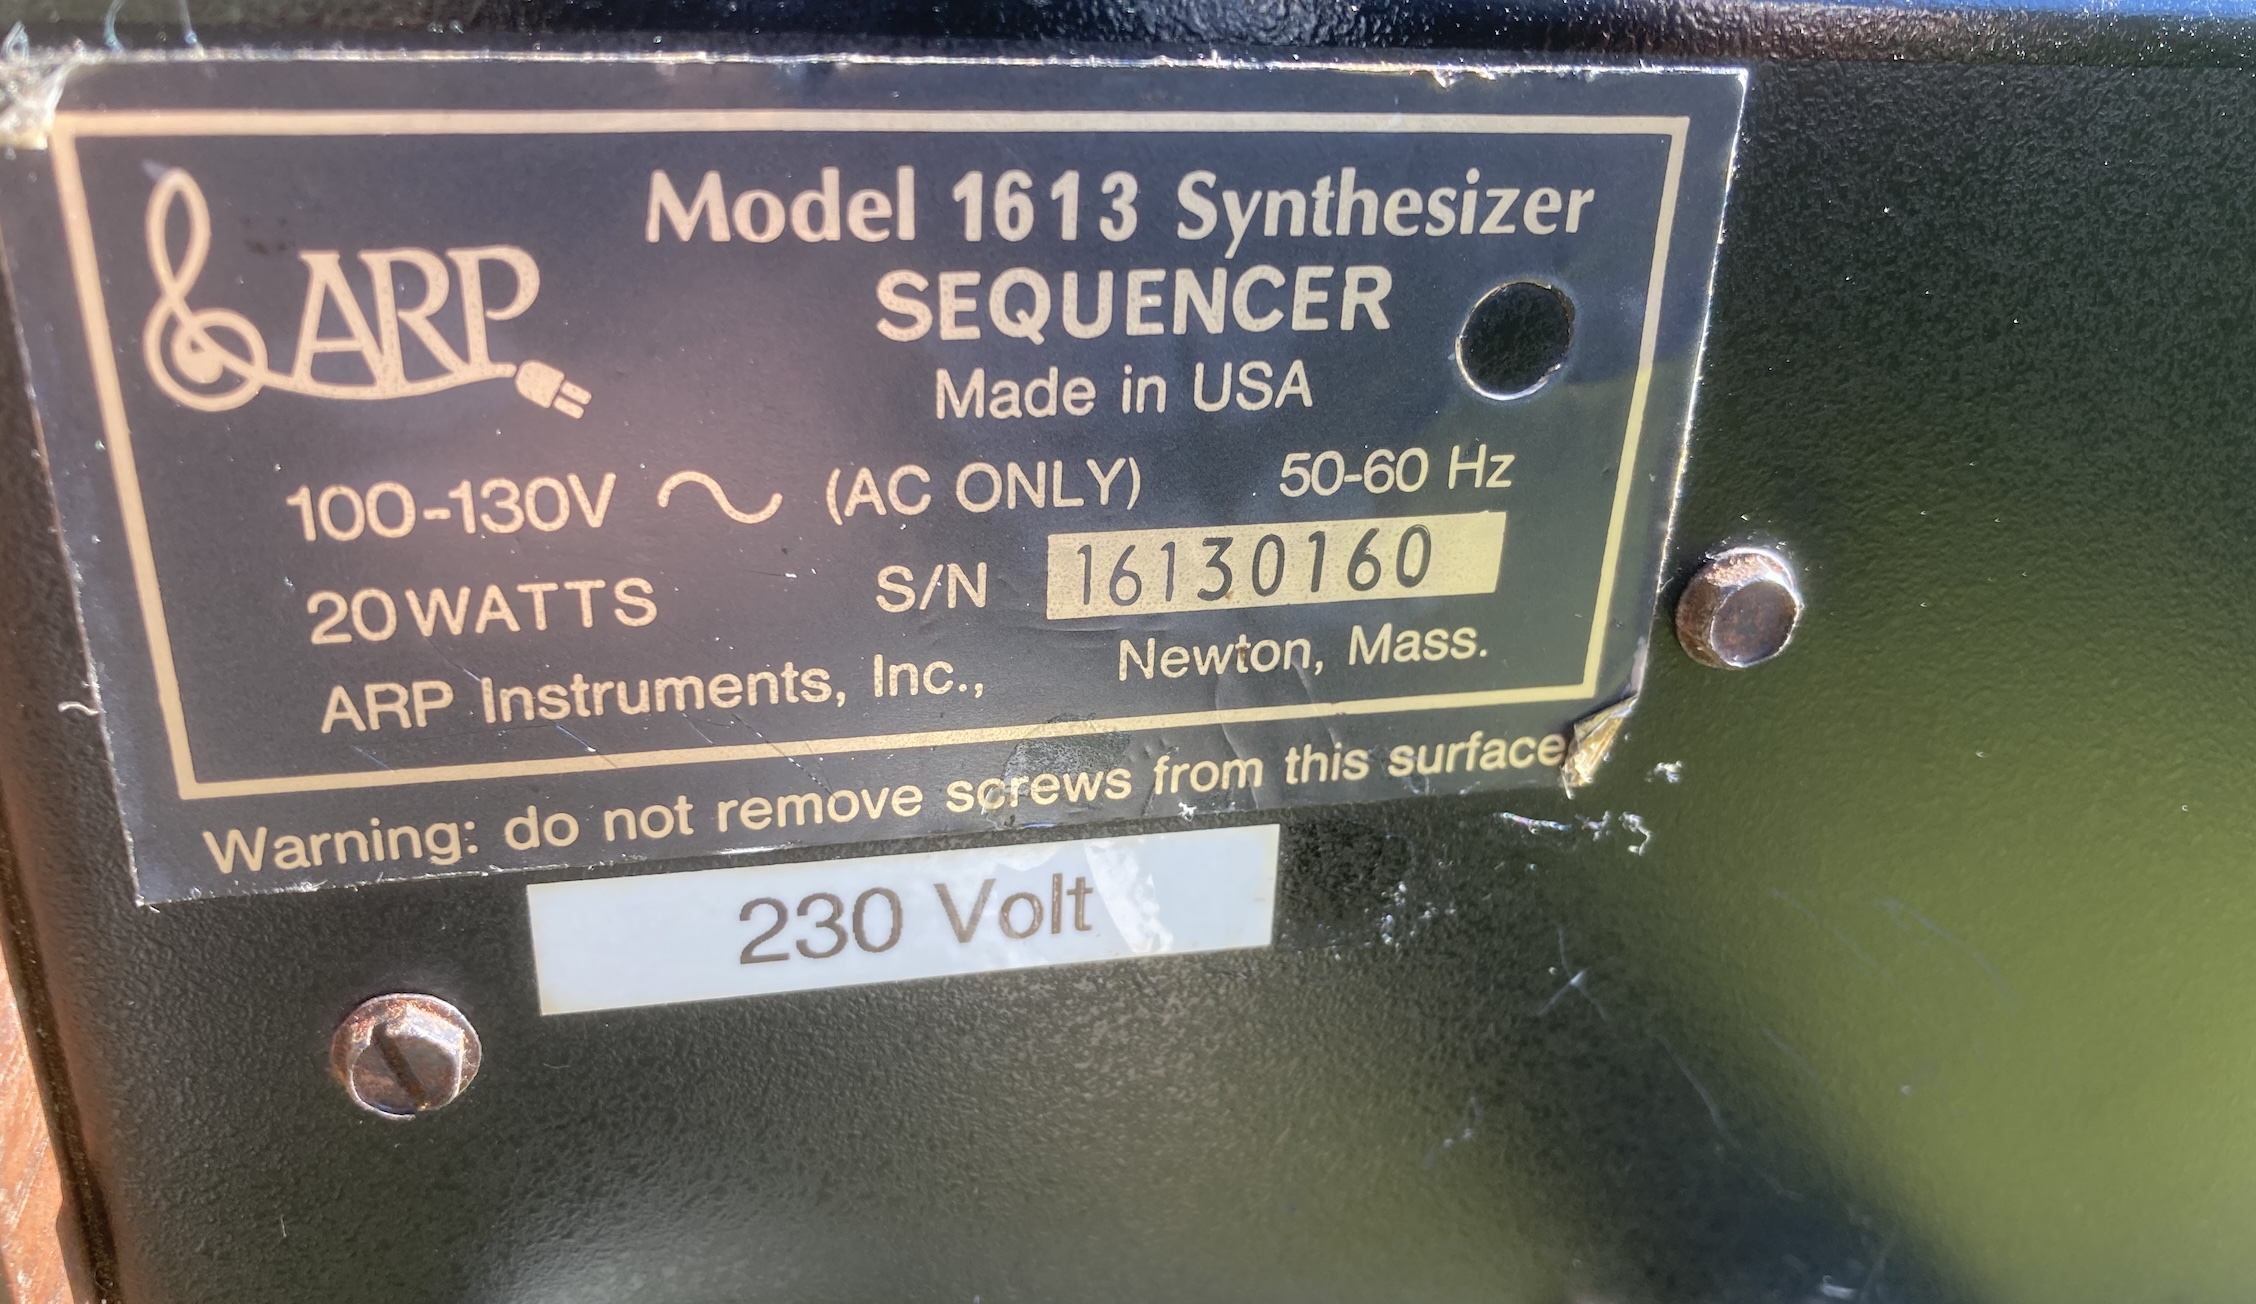 ARP
Model 1613 Synthesizer
SEQUENCER
Made in USA
100-130V ~ (AC ONLY) 50-60 Hz
20 WATTS S/N 16130160
ARP Instruments, Inc., Newton, Mass.
Warning: do not remove screws from this surface
230 Volt